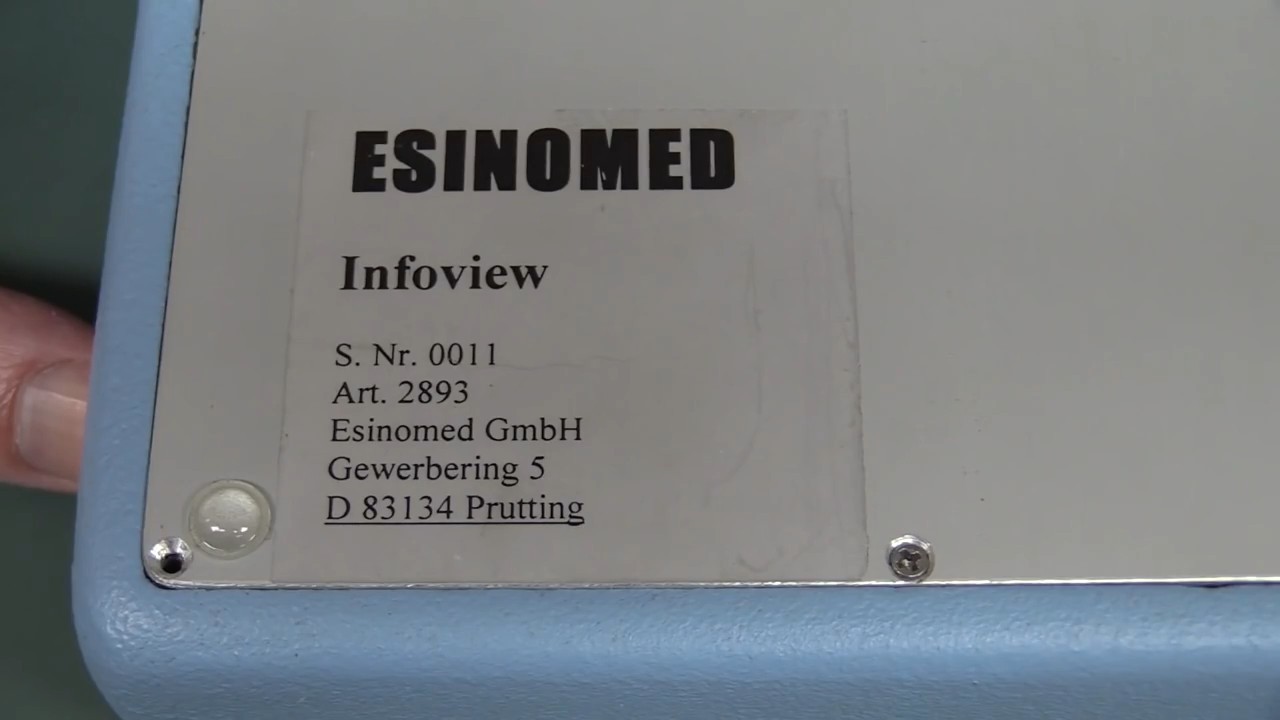 ESINOMED
Infoview
S. Nr. 0011
Art. 2893
Esinomed GmbH
Gewerbering 5
D 83134 Prutting